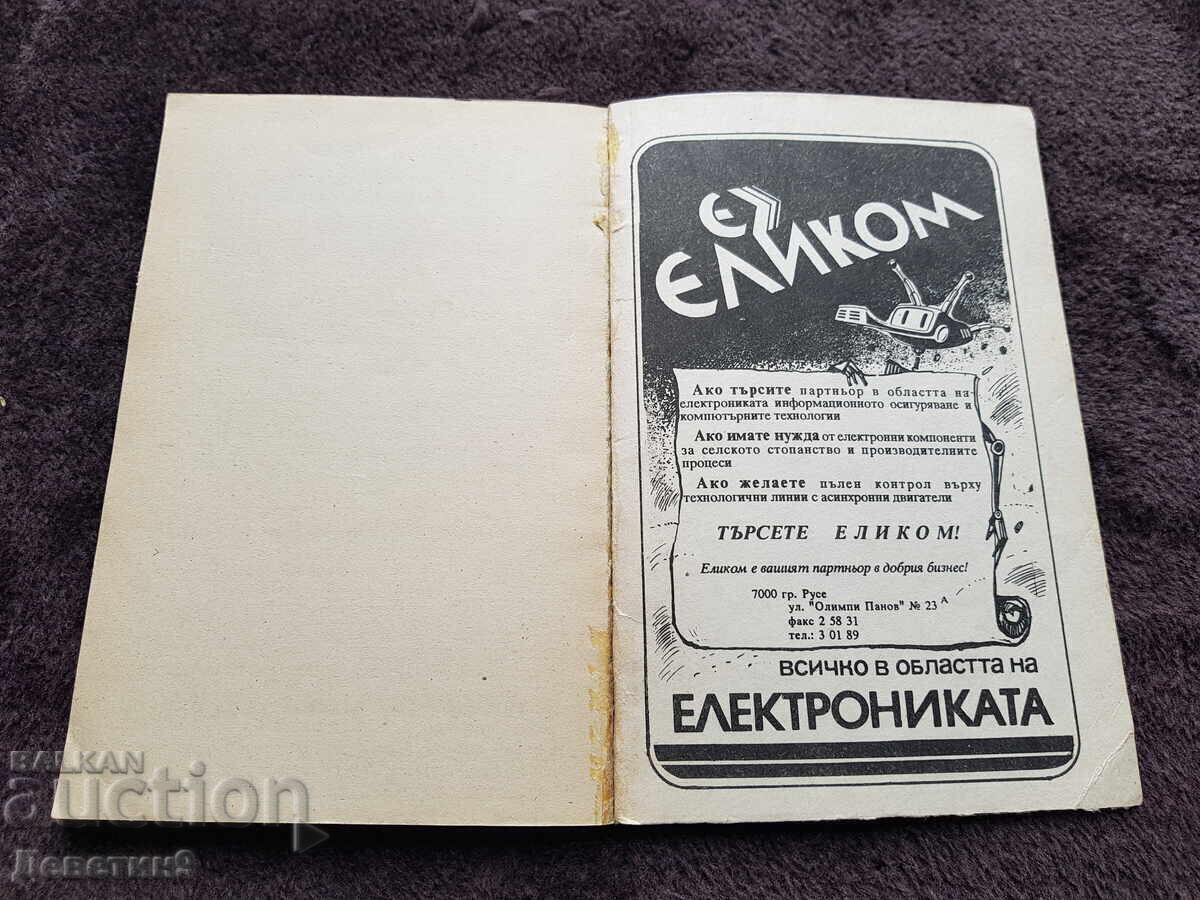 ЕЛИКОМ
Ако търсите партньор в областта на
електрониката информационното осигуряване и
компютърните технологии
Ако имате нужда от електронни компоненти
за селското стопанство и производителните
процеси
Ако желаете пълен контрол върху
технологични линии с асинхронни двигатели
ТЪРСЕТЕ ЕЛИКОМ!
Еликом е вашият партньор в добрия бизнес!
7000 гр. Русе
ул. "Олимпи Панов" № 23 А
факс 2 58 31
тел.: 3 01 89
ВСИЧКО В ОБЛАСТТА НА
ЕЛЕКТРОНИКАТА
BALKAN
auction
Деветин9